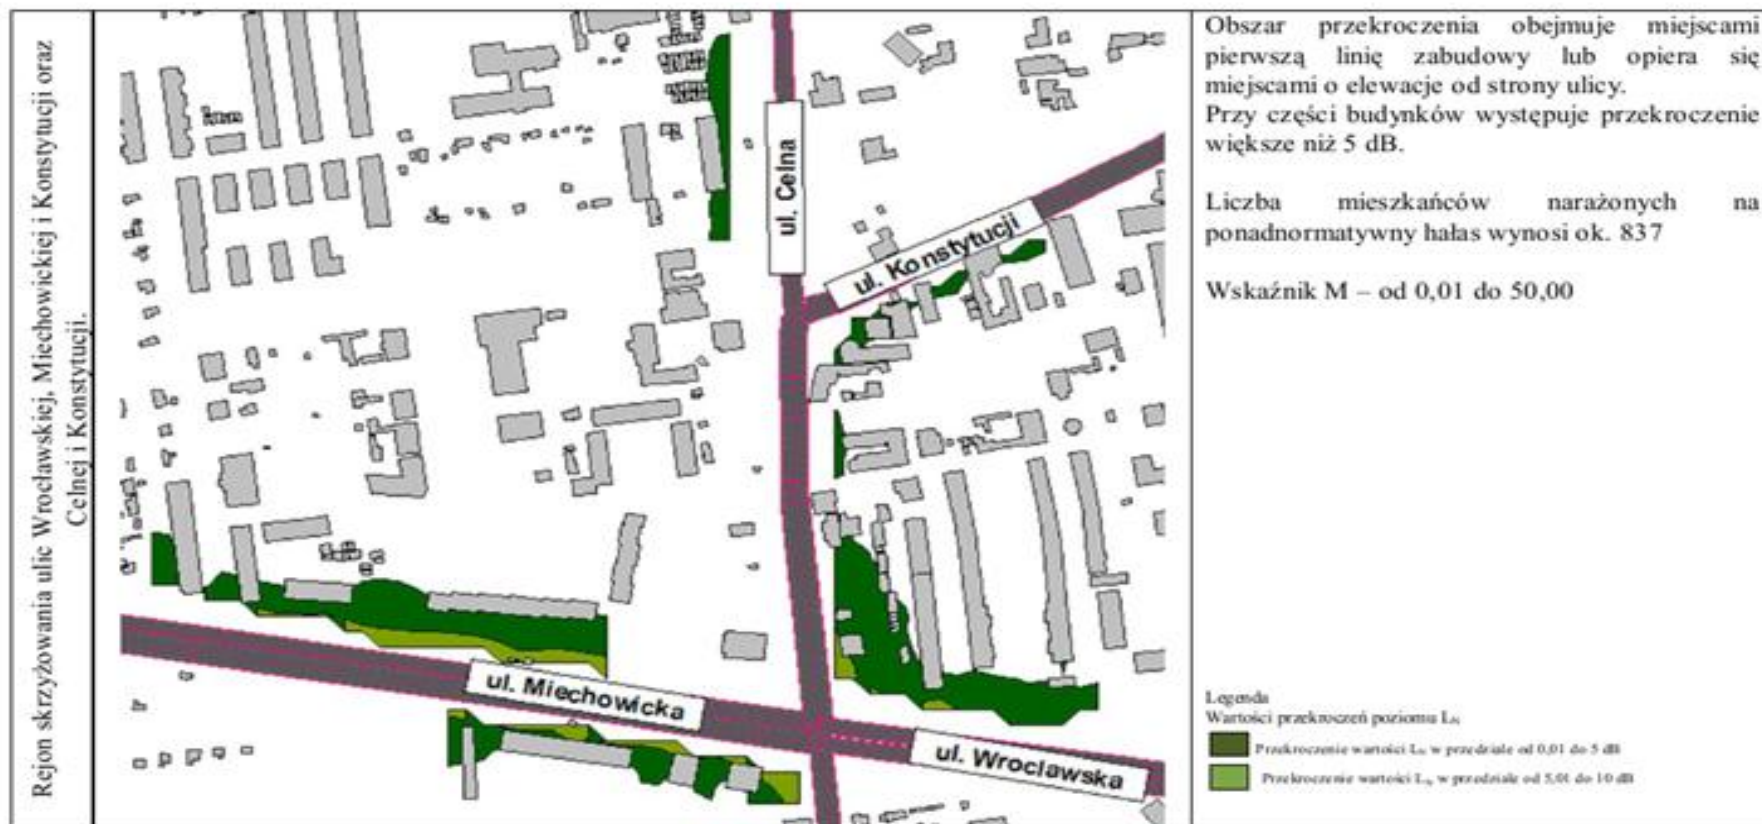 Rejon skrzyżowania ulic Wrocławskiej, Miechowickiej i Konstytucji oraz
Celnej i Konstytucji.
ul. Celna
ul. Konstytucji
ul. Miechowicka
ul. Wroclawska
Obszar przekroczenia obejmuje miejscami
pierwszą linię zabudowy lub opiera się
miejscami o elewacje od strony ulicy.
Przy części budynków występuje przekroczenie
większe niż 5 dB.
Liczba mieszkańców narażonych na
ponadnormatywny hałas wynosi ok. 837
Wskaźnik M – od 0,01 do 50,00
Legenda
Wartości przekroczeń poziomu L_N
Przekroczenie wartości L_N w przedziale od 0,01 do 5 dB
Przekroczenie wartości L_N w przedziale od 5,01 do 10 dB